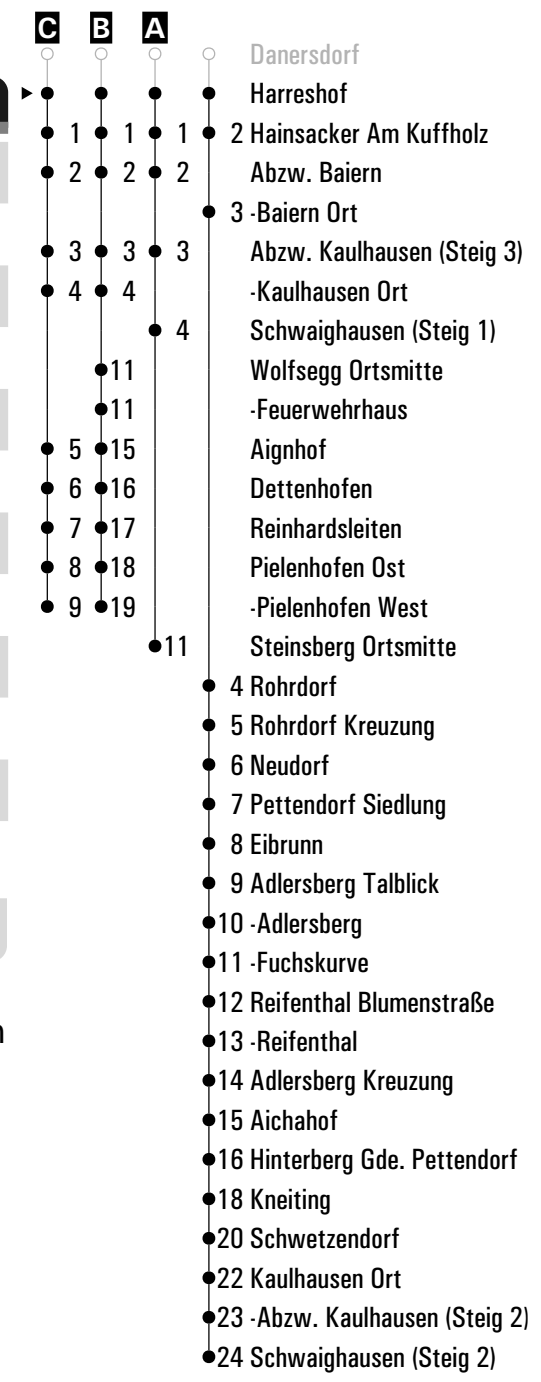 C B A
Danersdorf
Harreshof
1 1 1 2 Hainsacker Am Kuffholz
2 2 2 Abzw. Baiern
3 -Baiern Ort
3 3 3 Abzw. Kaulhausen (Steig 3)
4 4 -Kaulhausen Ort
4 Schwaighausen (Steig 1)
11 Wolfsegg Ortsmitte
11 -Feuerwehrhaus
5 15 Aignhof
6 16 Dettenhofen
7 17 Reinhardsleiten
8 18 Pielenhofen Ost
9 19 -Pielenhofen West
11 Steinsberg Ortsmitte
4 Rohrdorf
5 Rohrdorf Kreuzung
6 Neudorf
7 Pettendorf Siedlung
8 Eibrunn
9 Adlersberg Talblick
10 -Adlersberg
11 -Fuchskurve
12 Reifenthal Blumenstraße
13 -Reifenthal
14 Adlersberg Kreuzung
15 Aichahof
16 Hinterberg Gde. Pettendorf
18 Kneiting
20 Schwetzendorf
22 Kaulhausen Ort
23 -Abzw. Kaulhausen (Steig 2)
24 Schwaighausen (Steig 2)